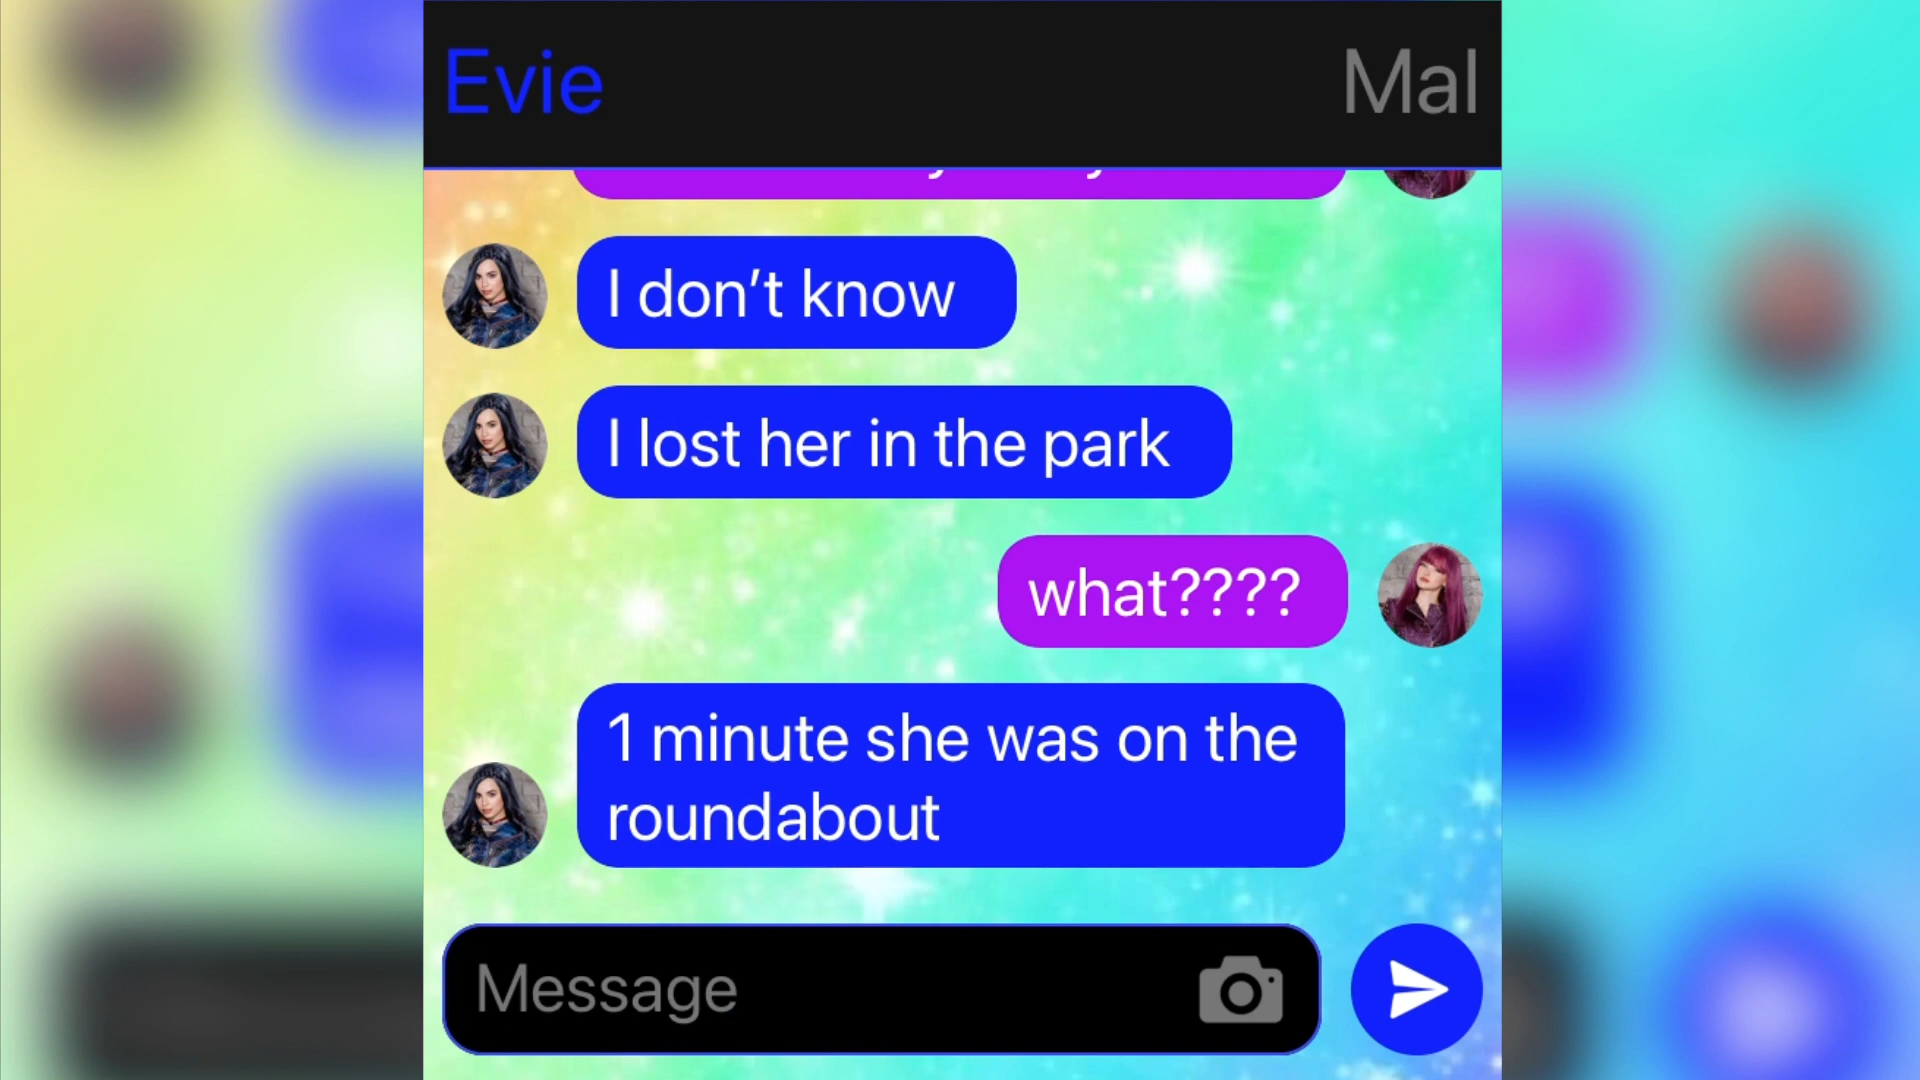 Evie
Mal
I don't know
I lost her in the park
what????
1 minute she was on the
roundabout
Message